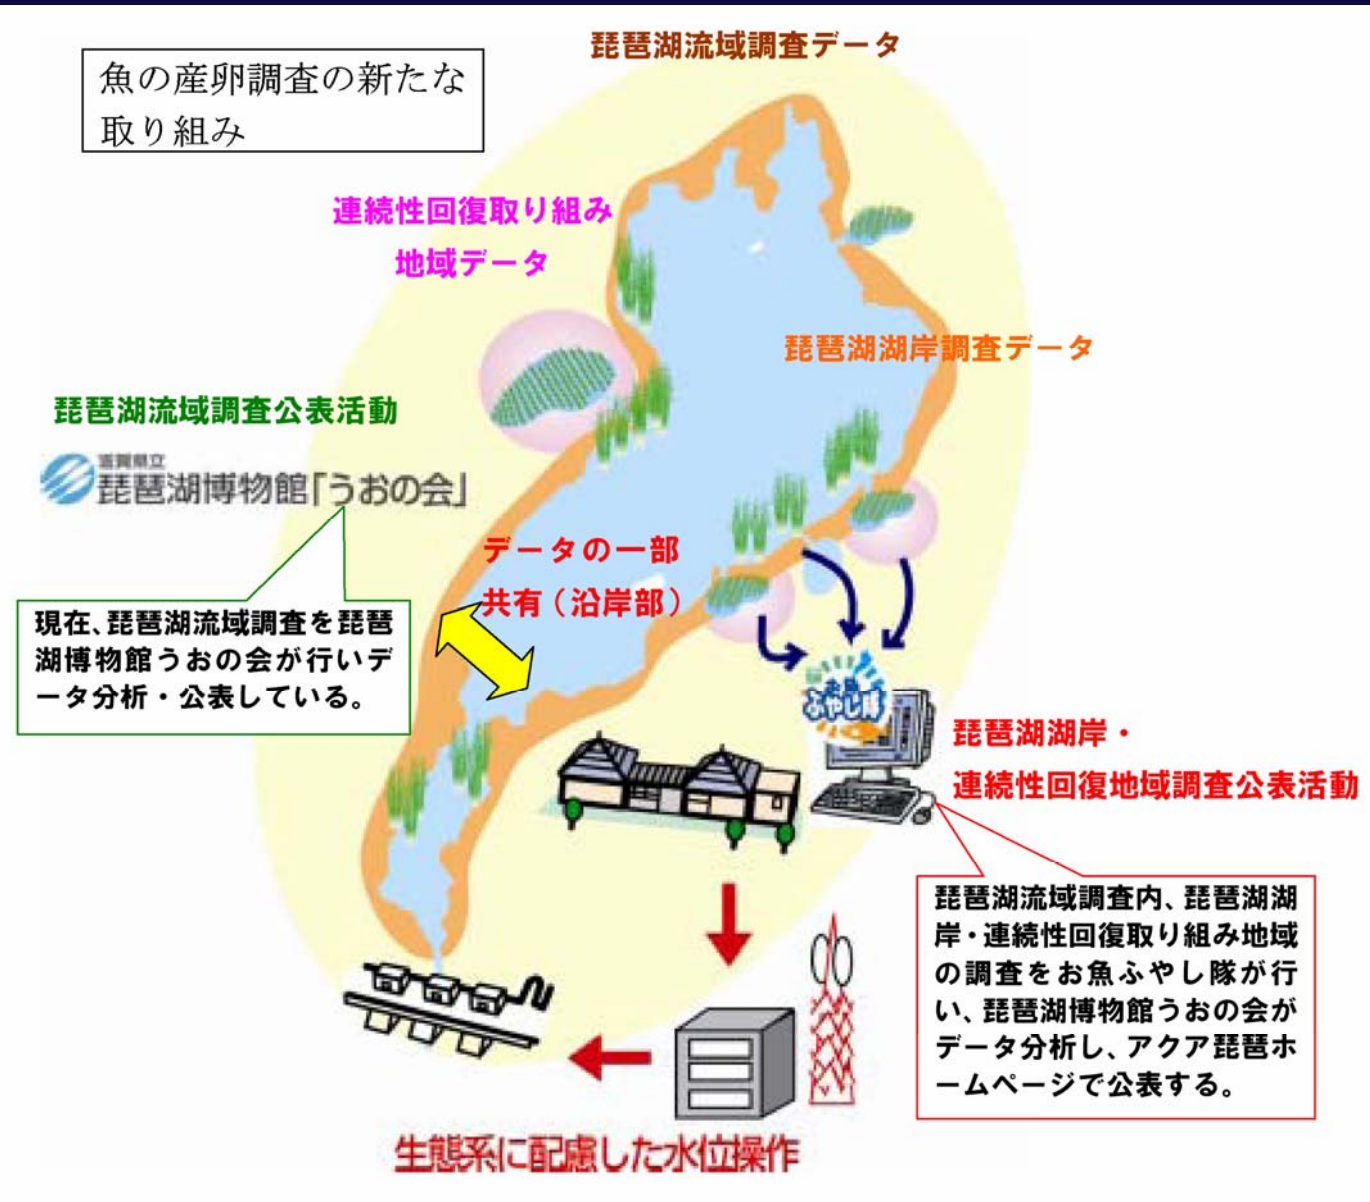 琵琶湖流域調査データ
魚の産卵調査の新たな
取り組み
連続性回復取り組み
地域データ
琵琶湖湖岸調査データ
琵琶湖流域調査公表活動
滋賀県立
琵琶湖博物館「うおの会」
データの一部
共有（沿岸部）
現在、琵琶湖流域調査を琵琶
湖博物館うおの会が行いデ
ータ分析・公表している。
お魚
ふやし隊
琵琶湖湖岸・
連続性回復地域調査公表活動
琵琶湖流域調査内、琵琶湖湖
岸・連続性回復取り組み地域
の調査をお魚ふやし隊が行
い、琵琶湖博物館うおの会が
データ分析し、アクア琵琶ホ
ームページで公表する。
生態系に配慮した水位操作